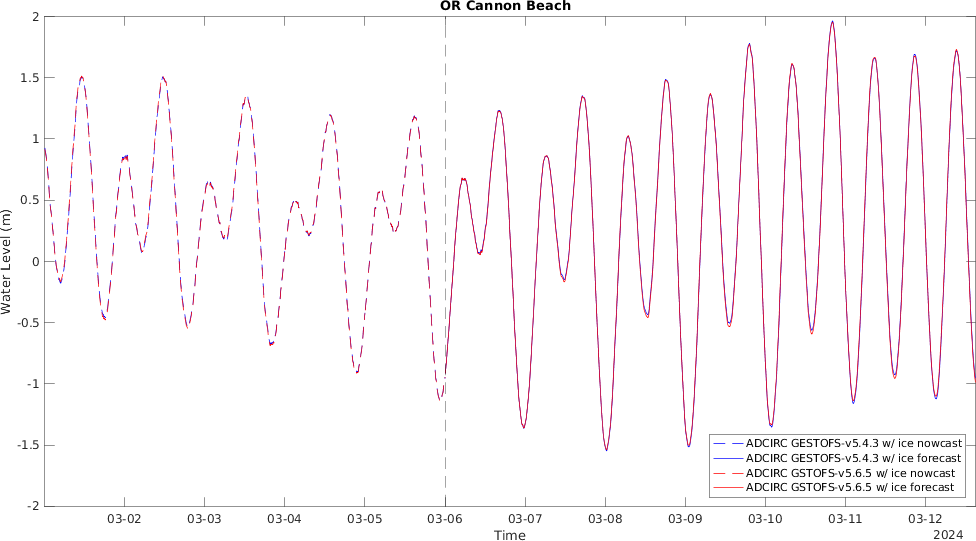 OR Cannon Beach
2
1.5
1
0.5
0
-0.5
-1
-1.5
-2
Water Level (m)
03-02 03-03 03-04 03-05 03-06 03-07 03-08 03-09 03-10 03-11 03-12
Time
2024
ADCIRC GESTOFS-v5.4.3 w/ ice nowcast
ADCIRC GESTOFS-v5.4.3 w/ ice forecast
ADCIRC GSTOFS-v5.6.5 w/ ice nowcast
ADCIRC GSTOFS-v5.6.5 w/ ice forecast